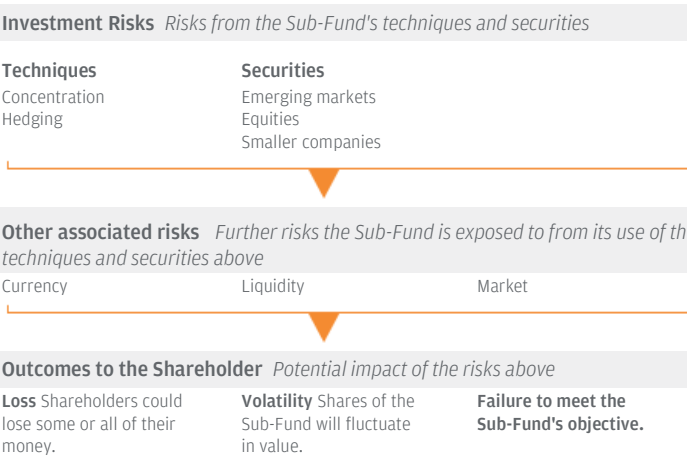 Investment Risks Risks from the Sub-Fund's techniques and securities
Techniques Securities
Concentration Emerging markets
Hedging Equities
Smaller companies
Other associated risks Further risks the Sub-Fund is exposed to from its use of
techniques and securities above
Currency Liquidity Market
Outcomes to the Shareholder Potential impact of the risks above
Loss Shareholders could Volatility Shares of the Failure to meet the
lose some or all of their Sub-Fund will fluctuate Sub-Fund's objective.
money. in value.